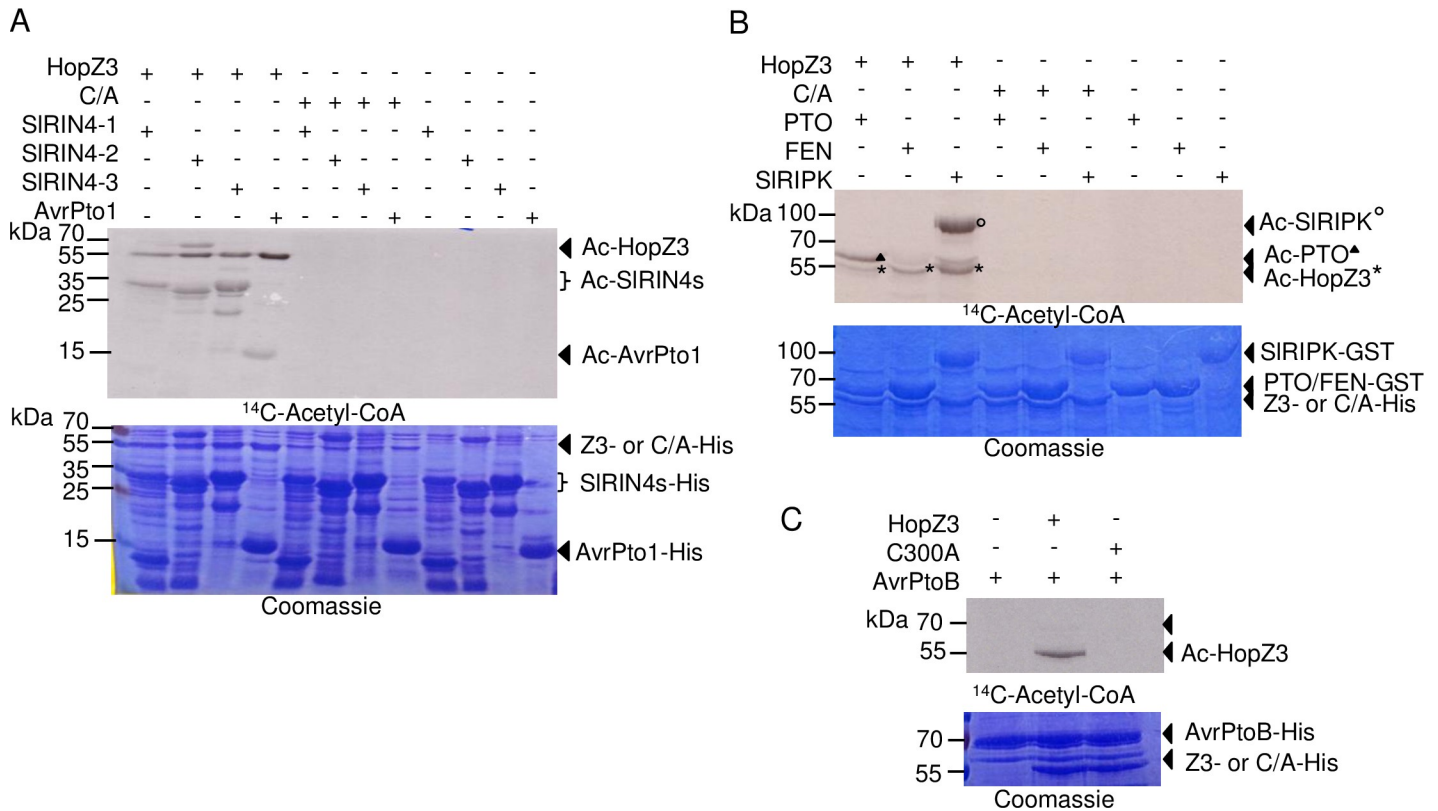 A
HopZ3 + + + + - - - - - - - -
C/A - - - - + + + + - - - -
SlRIN4-1 + - - - + - - - + - - -
SlRIN4-2 - + - - - + - - - + - -
SlRIN4-3 - - + - - - + - - - + -
AvrPto1 - - - + - - - + - - - +
kDa 70
55
35
25
15
Ac-HopZ3
} Ac-SlRIN4s
Ac-AvrPto1
14C-Acetyl-CoA
kDa 70
55
35
25
15
Z3- or C/A-His
} SlRIN4s-His
AvrPto1-His
Coomassie
B
HopZ3 + + + - - - - - -
C/A - - - + + + - - -
PTO + - - + - - + - -
FEN - + - - + - - + -
SlRIPK - - + - - + - - +
kDa 100
70
55
▲ * * ° *
Ac-SlRIPK°
Ac-PTO▲
Ac-HopZ3*
14C-Acetyl-CoA
100
70
55
SlRIPK-GST
PTO/FEN-GST
Z3- or C/A-His
Coomassie
C
HopZ3 - + -
C300A - - +
AvrPtoB + + +
kDa 70
55
Ac-HopZ3
14C-Acetyl-CoA
70
55
AvrPtoB-His
Z3- or C/A-His
Coomassie